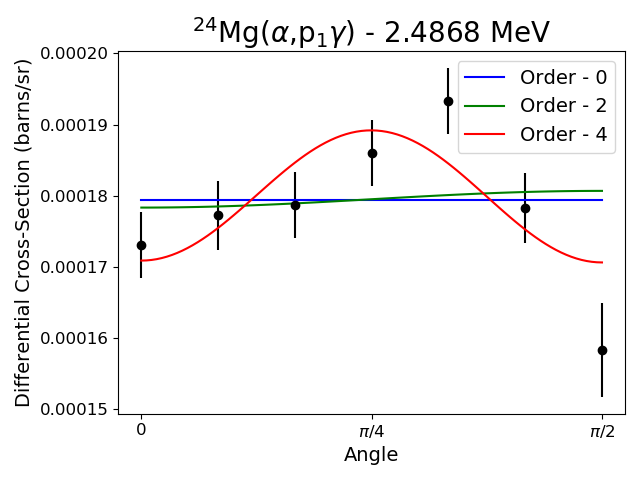 ²⁴Mg(α,p₁γ) - 2.4868 MeV
Differential Cross-Section (barns/sr)
0.00020
0.00019
0.00018
0.00017
0.00016
0.00015
Order - 0
Order - 2
Order - 4
0
π/4
π/2
Angle